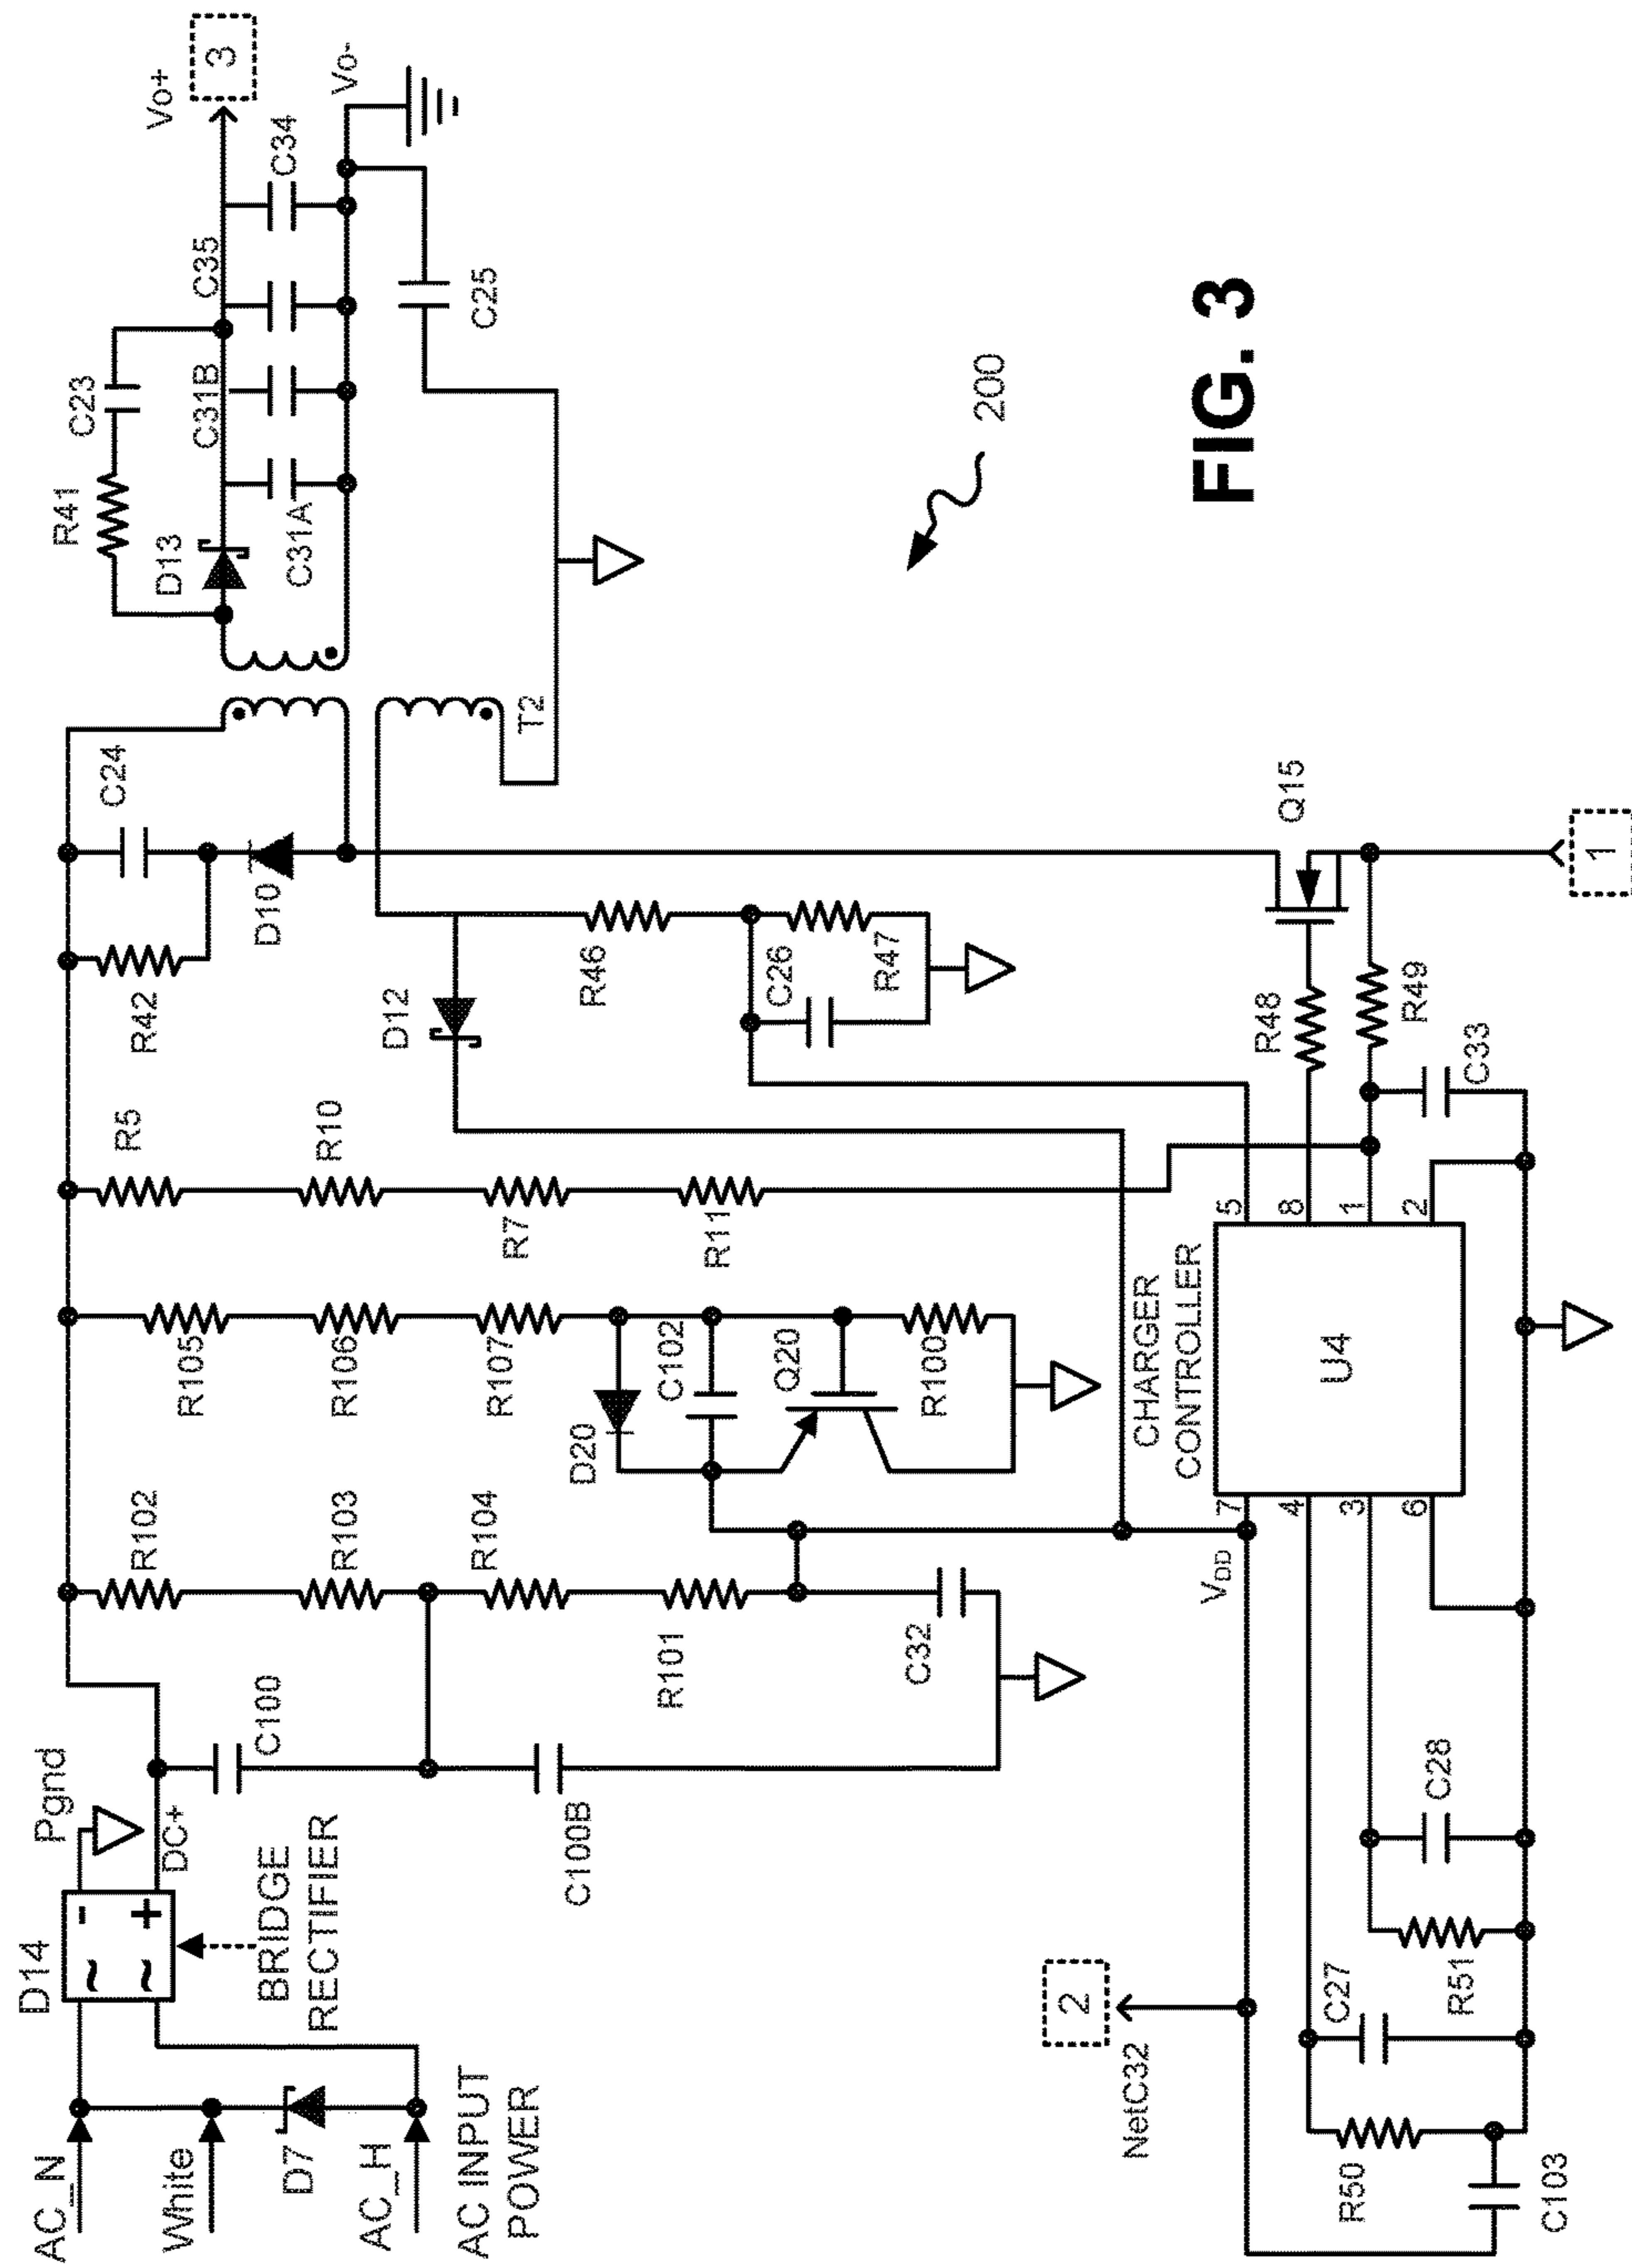 AC_N
White
D7
AC_H
AC INPUT
POWER
D14
~ -
~ +
BRIDGE
RECTIFIER
Pgnd
DC+
C100
C100B
R102
R103
R104
R101
C32
R105
R106
R107
D20
C102
Q20
R100
R5
R10
R7
R11
R42
C24
D10
D12
R46
C26
R47
T2
R41
C23
D13
C31A
C31B
C35
C34
C25
Vo+
3
Vo-
NetC32
2
VDD
CHARGER
CONTROLLER
U4
7
4
3
6
5
8
1
2
R50
C27
C103
R51
C28
R48
R49
C33
Q15
1
200
FIG. 3